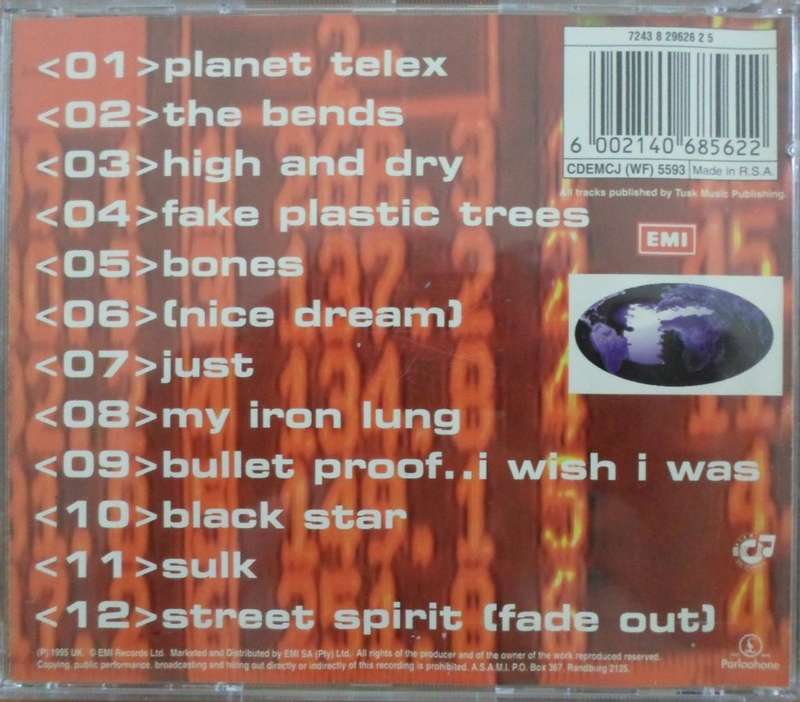 <01>planet telex
<02>the bends
<03>high and dry
<04>fake plastic trees
<05>bones
<06>(nice dream)
<07>just
<08>my iron lung
<09>bullet proof..i wish i was
<10>black star
<11>sulk
<12>street spirit (fade out)
7243 8 29626 2 5
6 002140 685622
CDEMCJ (WF) 5593 Made in R.S.A.
All tracks published by Tusk Music Publishing.
EMI
Parlophone
(P) 1995 UK. © EMI Records Ltd. Marketed and Distributed by EMI SA (Pty) Ltd. All rights of the producer and of the owner of the work reproduced reserved.
Copying, public performance, broadcasting and hiring out directly or indirectly of this recording is prohibited. A.S.A.M.I. P.O. Box 367, Randburg 2125.